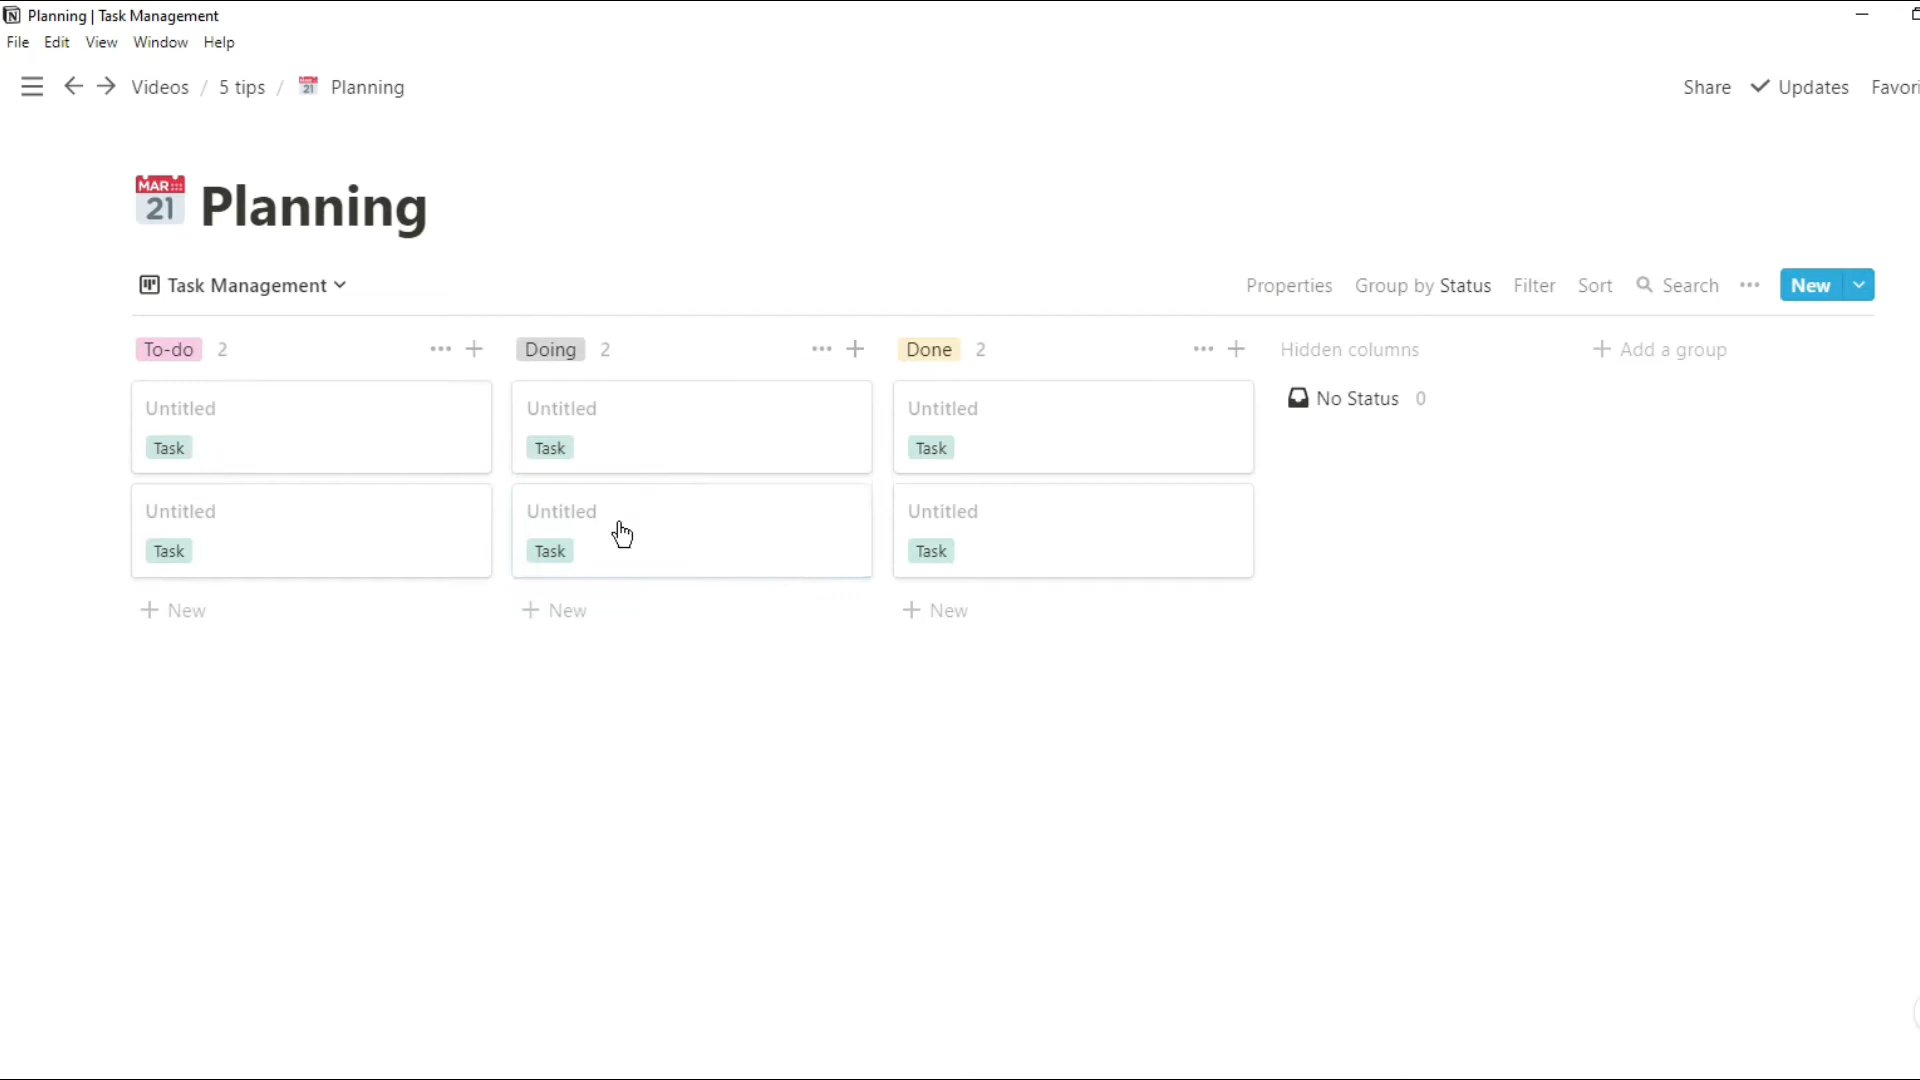 Planning | Task Management
File Edit View Window Help
Videos / 5 tips / Planning
Share Updates
MAR 21 Planning
Task Management
Properties Group by Status Filter Sort Search ••• New
To-do 2 ••• + Doing 2 ••• + Done 2 ••• + Hidden columns + Add a group
No Status 0
Untitled Untitled Untitled
Task Task Task
Untitled Untitled Untitled
Task Task Task
+ New + New + New